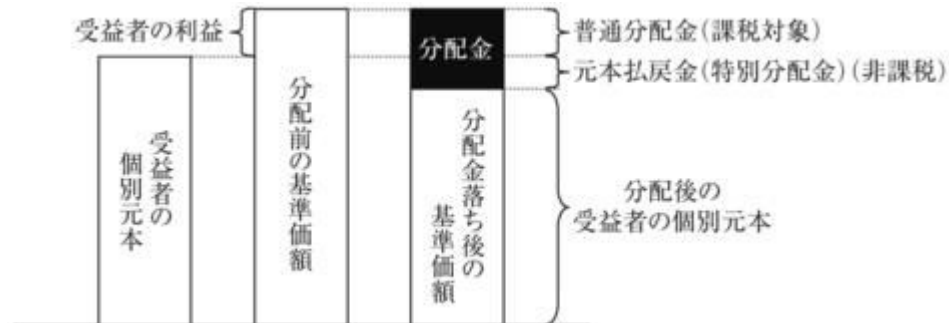 受益者の利益
分配金
普通分配金(課税対象)
元本払戻金(特別分配金)(非課税)
受益者の
個別元本
分配前の基準価額
分配金落ち後の
基準価額
分配後の
受益者の個別元本